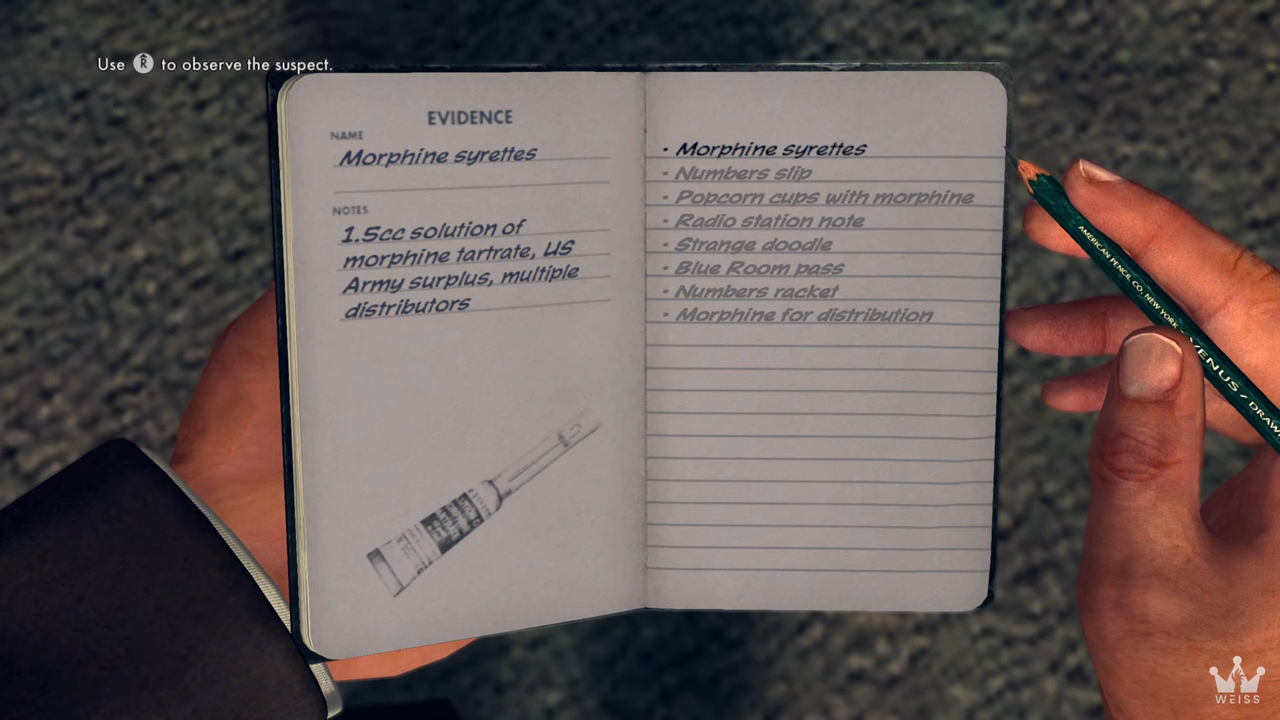 Use R to observe the suspect.
EVIDENCE
NAME
Morphine syrettes
NOTES
1.5cc solution of
morphine tartrate, US
Army surplus, multiple
distributors
· Morphine syrettes
· Numbers slip
· Popcorn cups with morphine
· Radio station note
· Strange doodle
· Blue Room pass
· Numbers racket
· Morphine for distribution
AMERICAN PENCIL CO. NEW YORK
VENUS / DRAW
WEISS